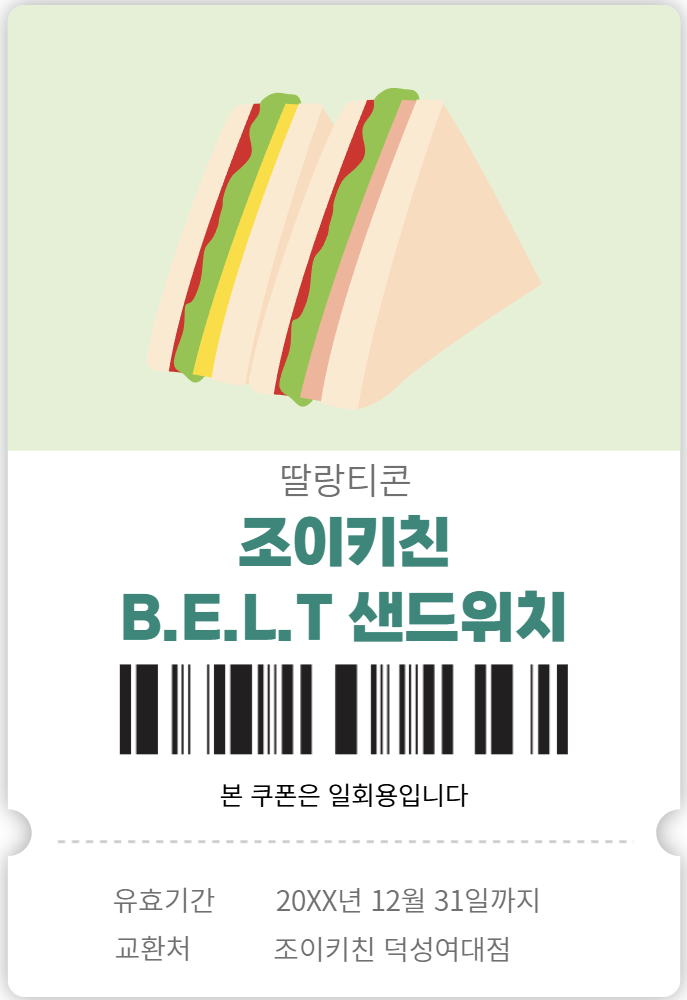 딸랑티콘
조이키친
B.E.L.T 샌드위치
본 쿠폰은 일회용입니다
유효기간 20XX년 12월 31일까지
교환처 조이키친 덕성여대점